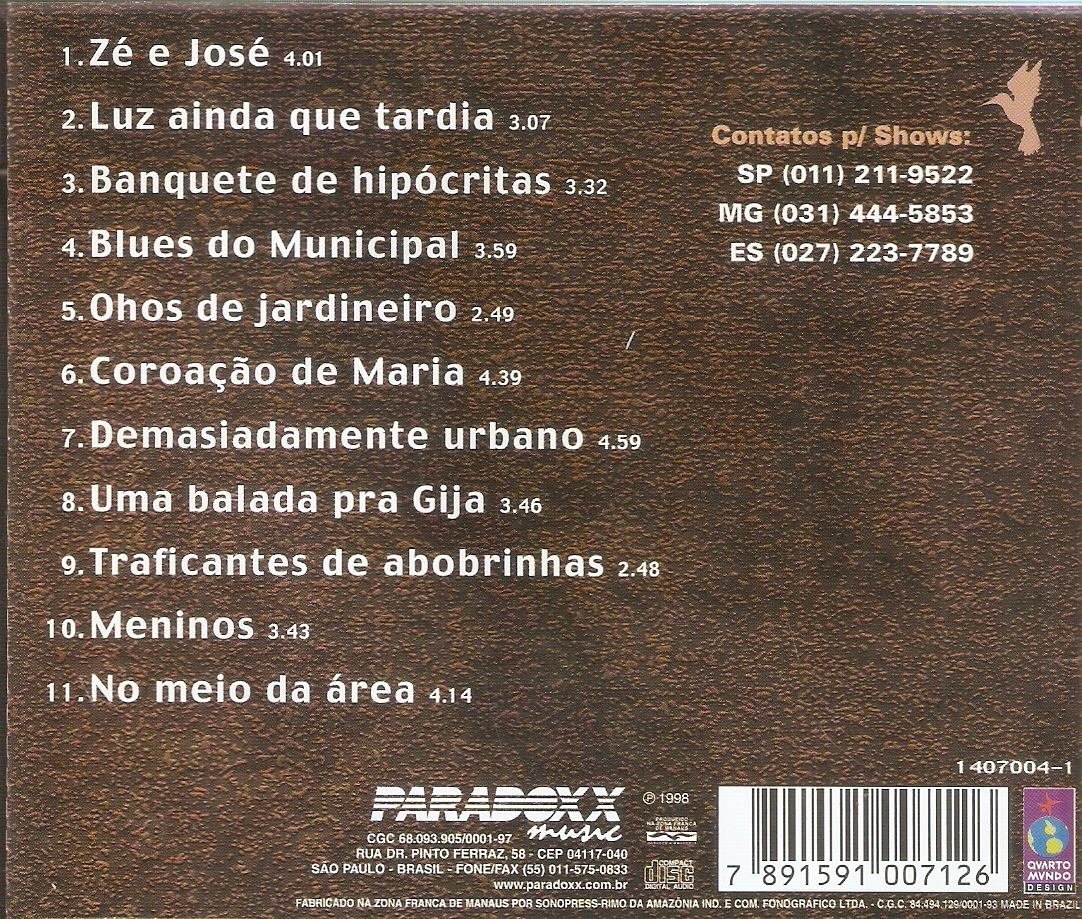 1. Zé e José 4.01
2. Luz ainda que tardia 3.07
3. Banquete de hipócritas 3.32
4. Blues do Municipal 3.59
5. Ohos de jardineiro 2.49
6. Coroação de Maria 4.39
7. Demasiadamente urbano 4.59
8. Uma balada pra Gija 3.46
9. Traficantes de abobrinhas 2.48
10. Meninos 3.43
11. No meio da área 4.14
Contatos p/ Shows:
SP (011) 211-9522
MG (031) 444-5853
ES (027) 223-7789
1407004-1
PARADOXX
music
CGC 68.093.905/0001-97
RUA DR. PINTO FERRAZ, 58 - CEP 04117-040
SÃO PAULO - BRASIL - FONE/FAX (55) 011-575-0633
www.paradoxx.com.br
℗ 1998
PRODUZIDO
NA ZONA FRANCA
DE MANAUS
COMPACT
disc
DIGITAL AUDIO
7 891591 007126
QVARTO
MVNDO
DESIGN
FABRICADO NA ZONA FRANCA DE MANAUS POR SONOPRESS-RIMO DA AMAZÔNIA IND. E COM. FONOGRÁFICO LTDA. - C.G.C. 84.494.129/0001-93 MADE IN BRAZIL